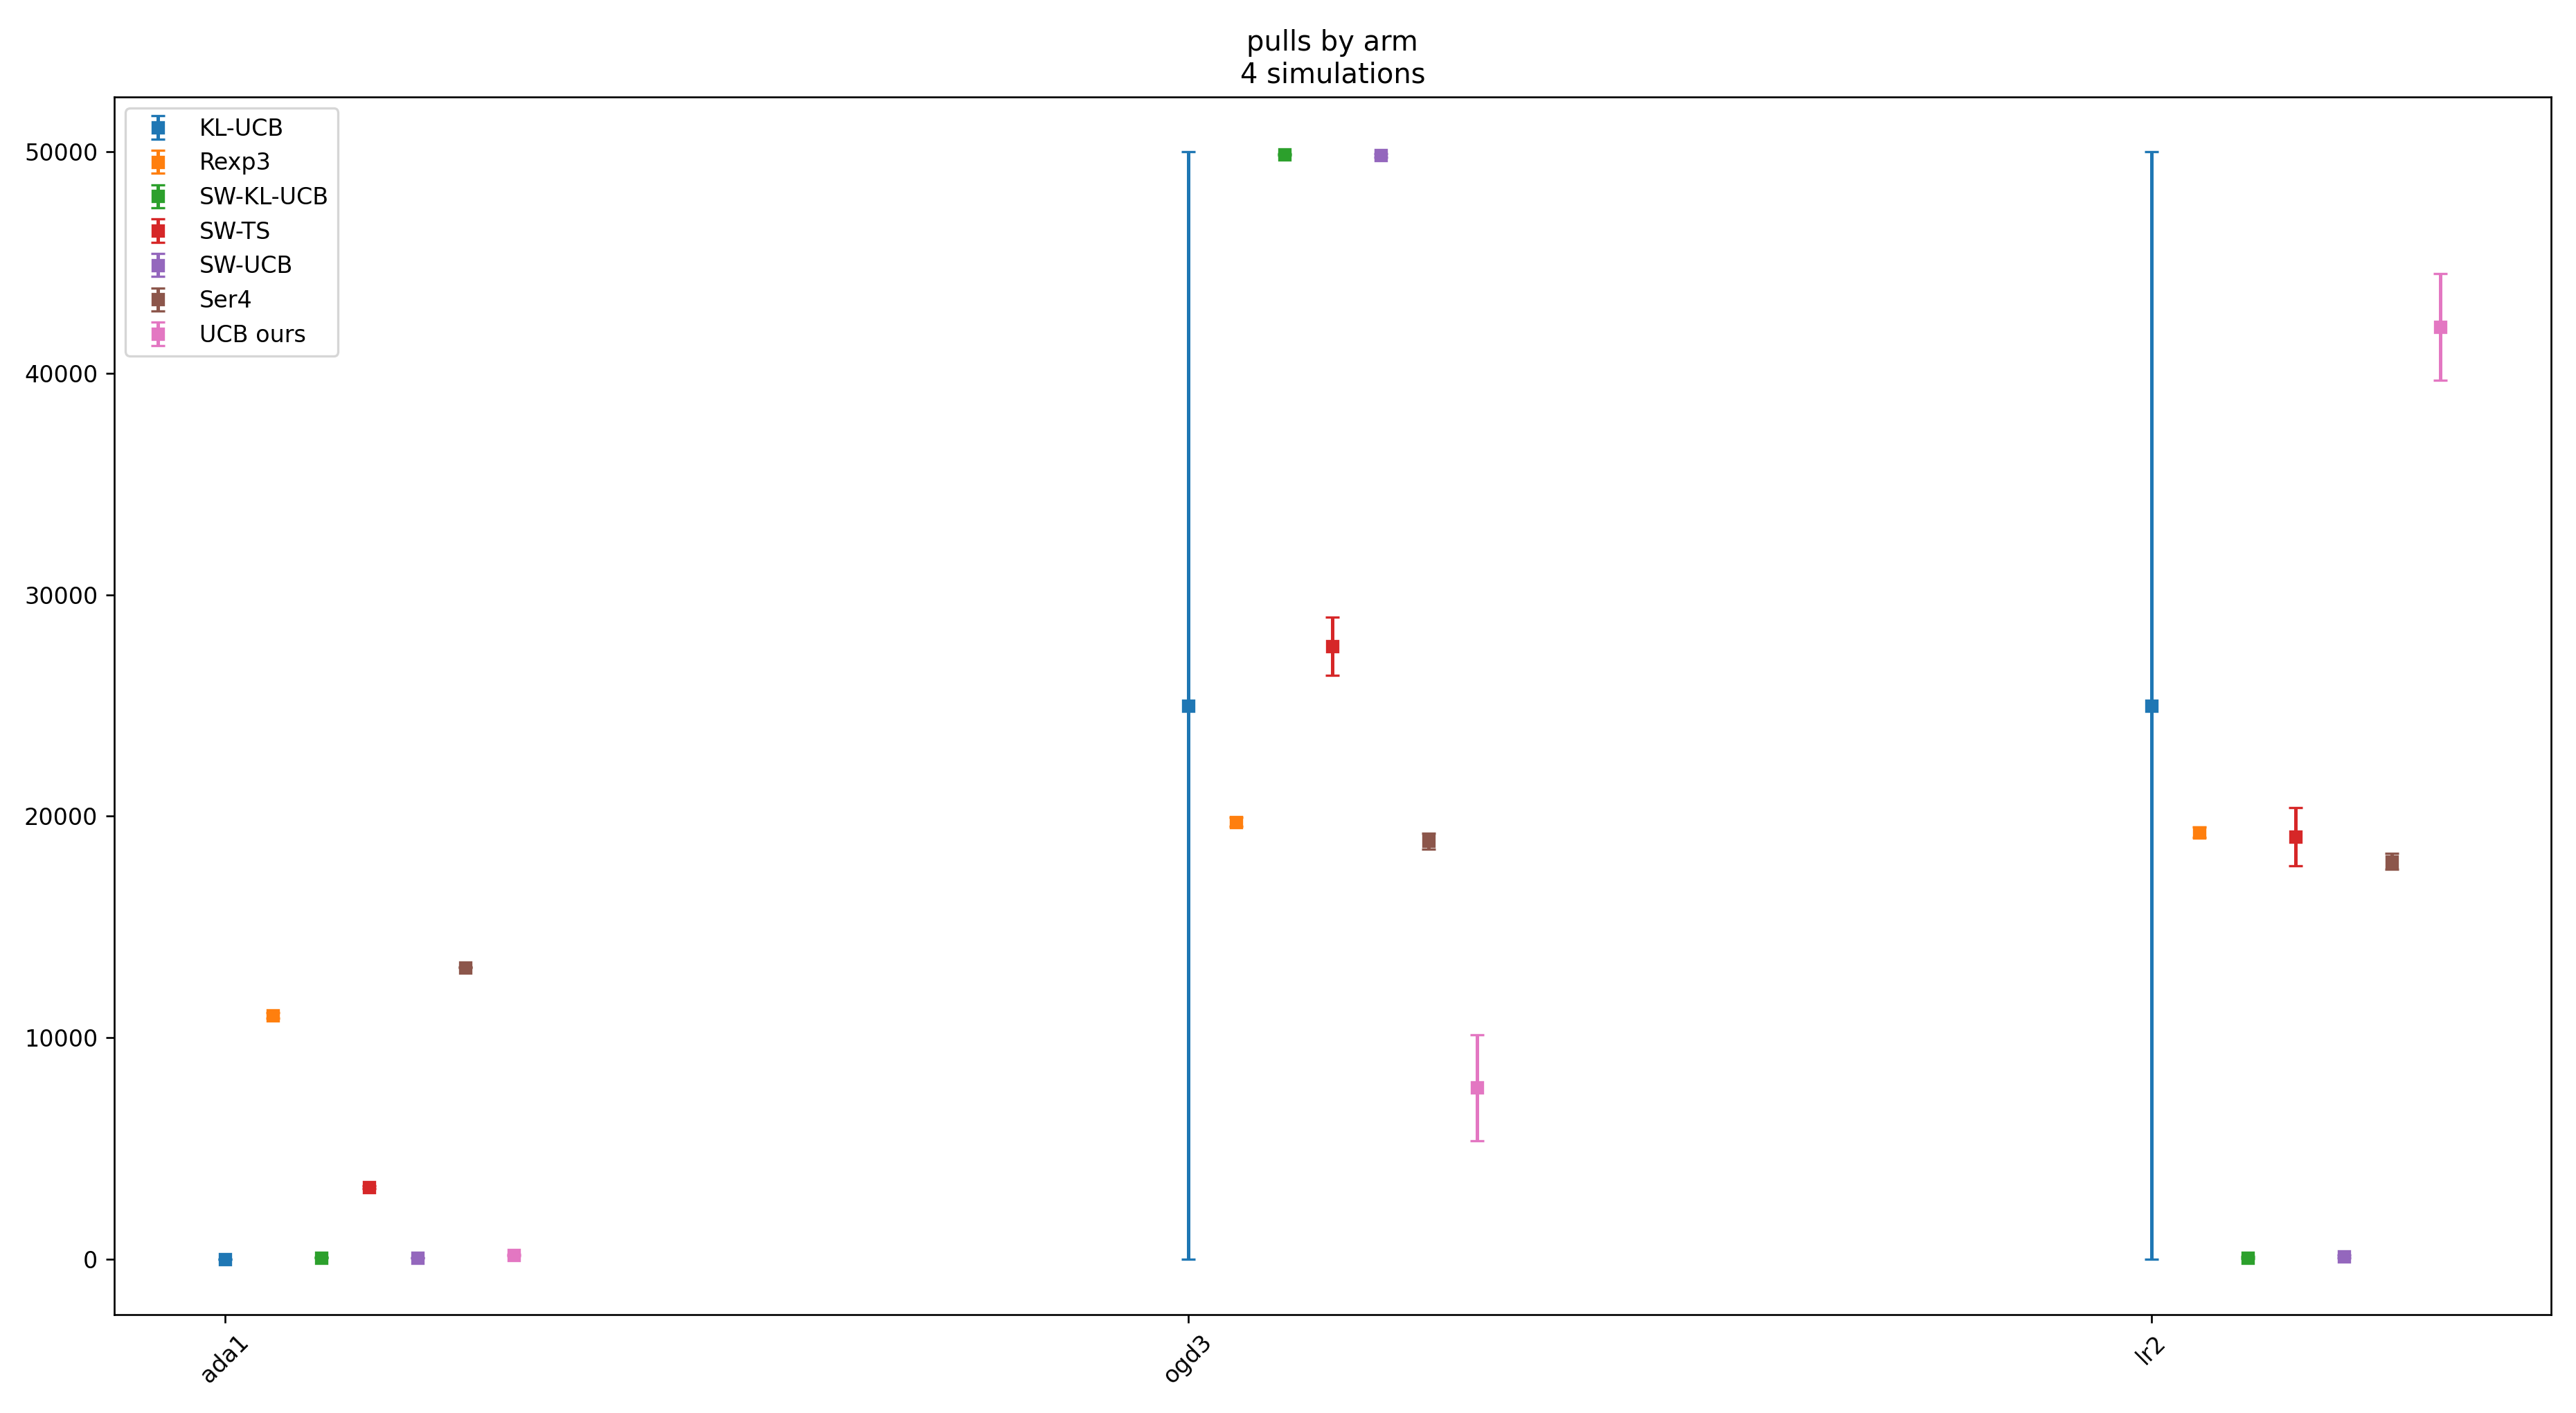 pulls by arm
4 simulations
KL-UCB
Rexp3
SW-KL-UCB
SW-TS
SW-UCB
Ser4
UCB ours
50000
40000
30000
20000
10000
0
ada1
ogd3
lr2